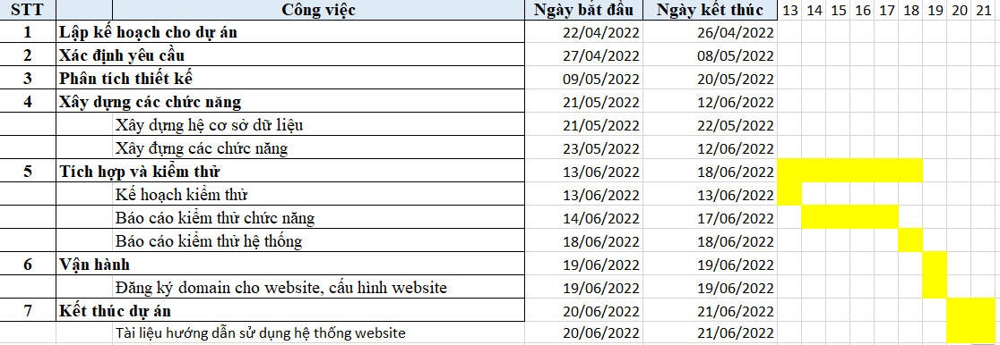 STT Công việc Ngày bắt đầu Ngày kết thúc 13 14 15 16 17 18 19 20 21
1 Lập kế hoạch cho dự án 22/04/2022 26/04/2022
2 Xác định yêu cầu 27/04/2022 08/05/2022
3 Phân tích thiết kế 09/05/2022 20/05/2022
4 Xây dựng các chức năng 21/05/2022 12/06/2022
Xây dựng hệ cơ sở dữ liệu 21/05/2022 22/05/2022
Xây đựng các chức năng 23/05/2022 12/06/2022
5 Tích hợp và kiểm thử 13/06/2022 18/06/2022
Kế hoạch kiểm thử 13/06/2022 13/06/2022
Báo cáo kiểm thử chức năng 14/06/2022 17/06/2022
Báo cáo kiểm thử hệ thống 18/06/2022 18/06/2022
6 Vận hành 19/06/2022 19/06/2022
Đăng ký domain cho website, cấu hình website 19/06/2022 19/06/2022
7 Kết thúc dự án 20/06/2022 21/06/2022
Tài liệu hướng dẫn sử dụng hệ thống website 20/06/2022 21/06/2022